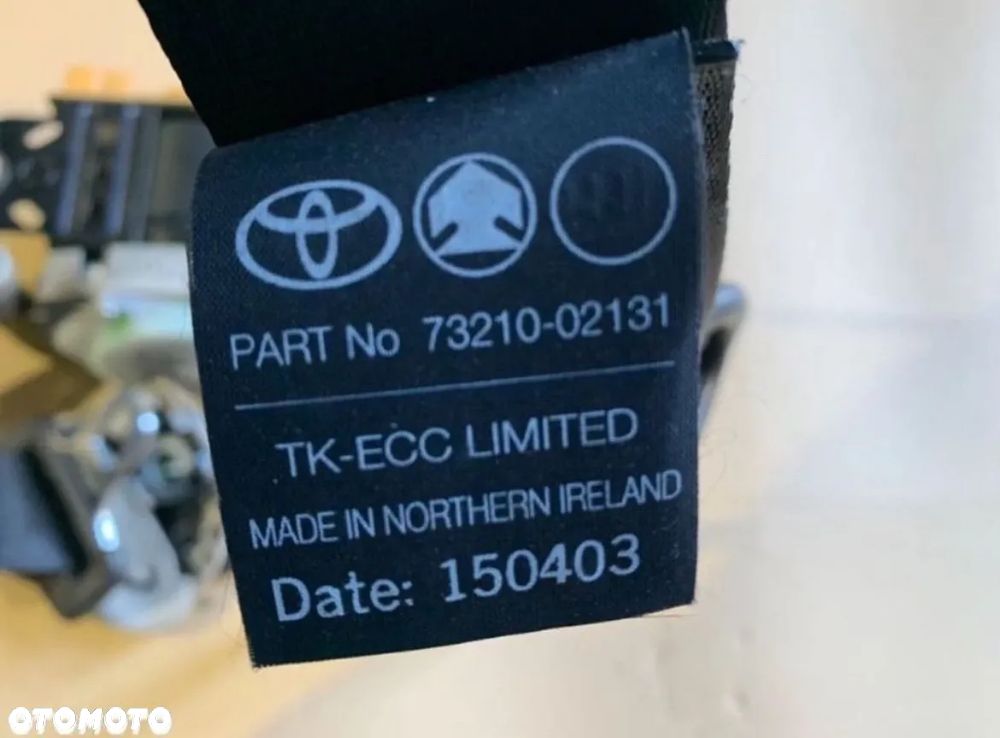 PART No 73210-02131
TK-ECC LIMITED
MADE IN NORTHERN IRELAND
Date: 150403
OTOMOTO